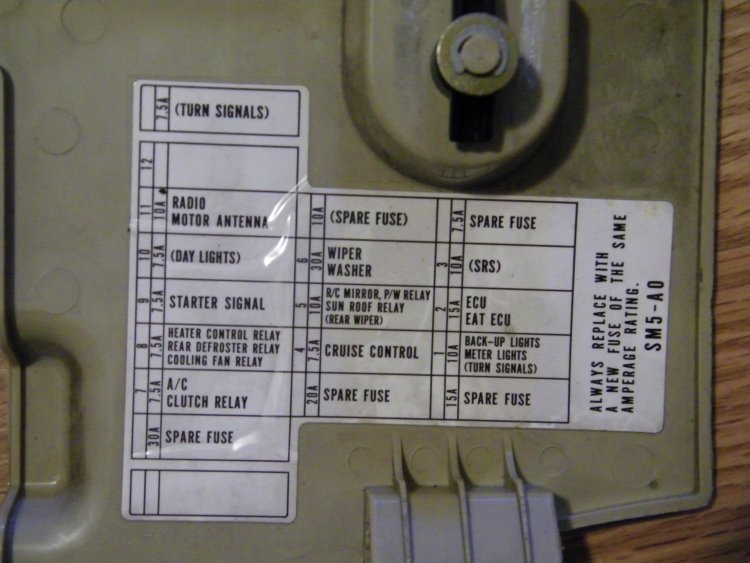 7.5A (TURN SIGNALS)
12
11 10A RADIO
MOTOR ANTENNA
10 7.5A (DAY LIGHTS)
9 7.5A STARTER SIGNAL
8 7.5A HEATER CONTROL RELAY
REAR DEFROSTER RELAY
COOLING FAN RELAY
7 7.5A A/C
CLUTCH RELAY
30A SPARE FUSE
10A (SPARE FUSE)
6 30A WIPER
WASHER
5 10A R/C MIRROR, P/W RELAY
SUN ROOF RELAY
(REAR WIPER)
4 7.5A CRUISE CONTROL
20A SPARE FUSE
7.5A SPARE FUSE
3 10A (SRS)
2 15A ECU
EAT ECU
1 10A BACK-UP LIGHTS
METER LIGHTS
(TURN SIGNALS)
15A SPARE FUSE
ALWAYS REPLACE WITH
A NEW FUSE OF THE SAME
AMPERAGE RATING.
SM5-A0